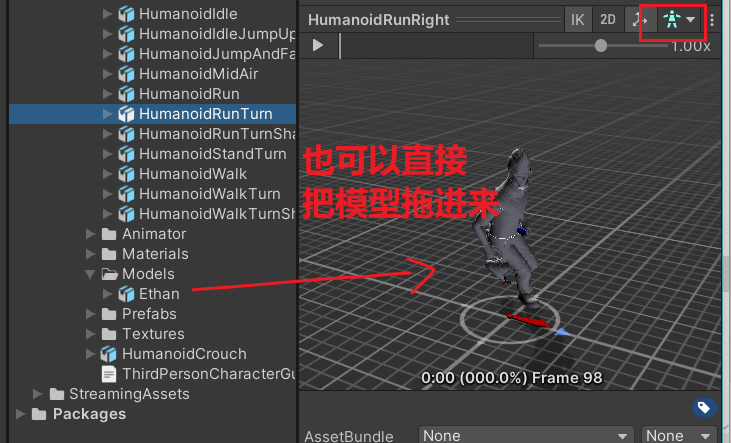 HumanoidIdle
HumanoidIdleJumpUp
HumanoidJumpAndFa
HumanoidMidAir
HumanoidRun
HumanoidRunTurn
HumanoidRunTurnSha
HumanoidStandTurn
HumanoidWalk
HumanoidWalkTurn
HumanoidWalkTurnSh
Animator
Materials
Models
Ethan
Prefabs
Textures
HumanoidCrouch
ThirdPersonCharacterGu
StreamingAssets
Packages
HumanoidRunRight
IK
2D
1.00x
也可以直接
把模型拖进来
0:00 (000.0%) Frame 98
AssetBundle
None
None